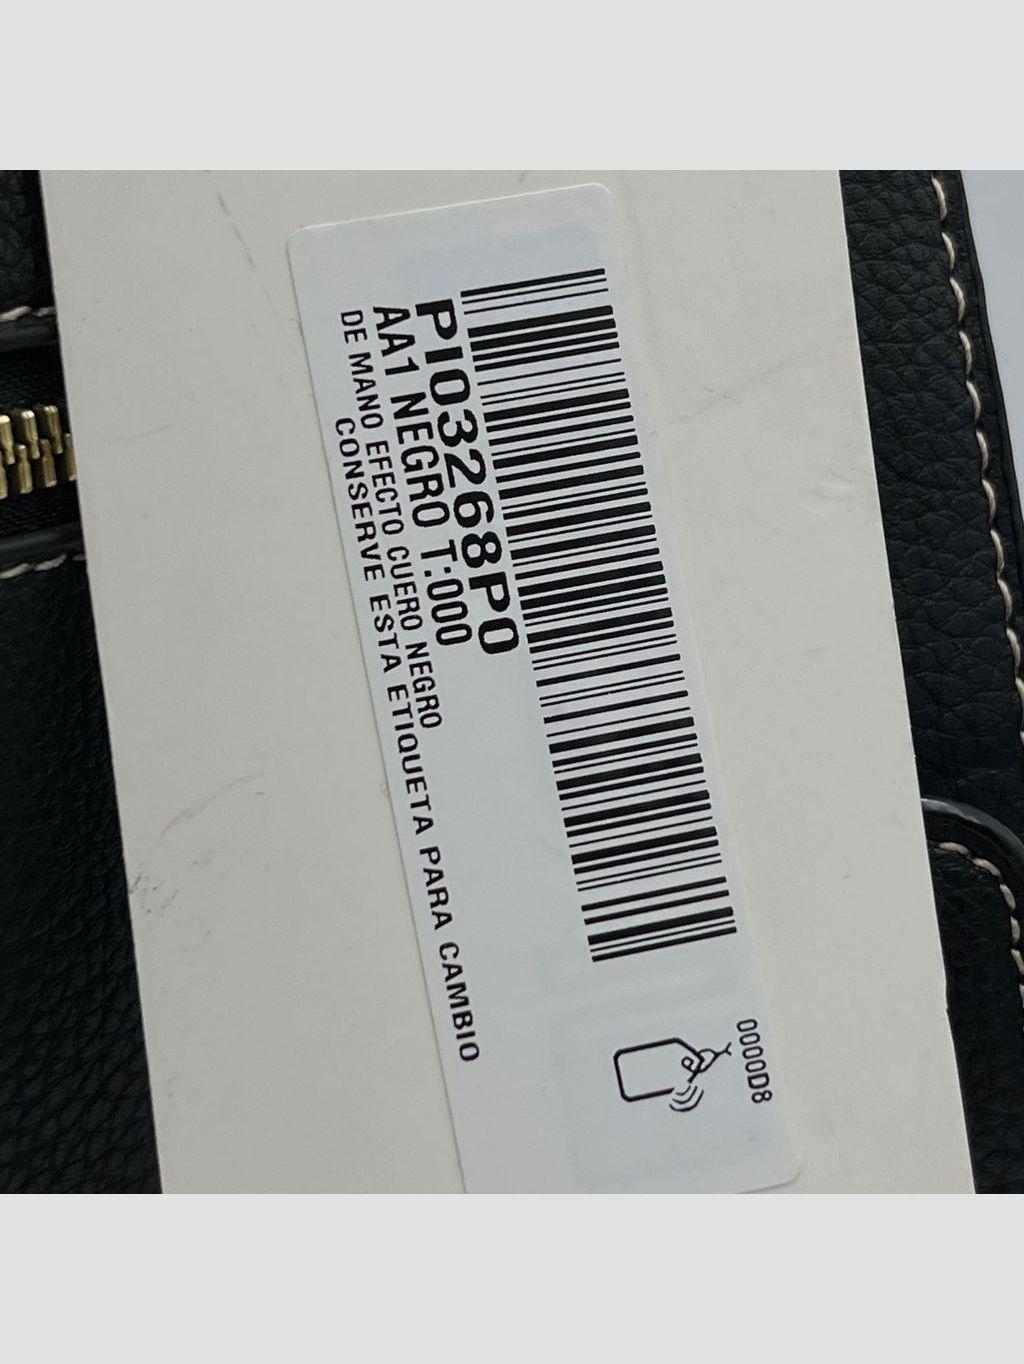 PI03268P0
AA1 NEGRO T:000
DE MANO EFECTO CUERO NEGRO
CONSERVE ESTA ETIQUETA PARA CAMBIO
0000D8